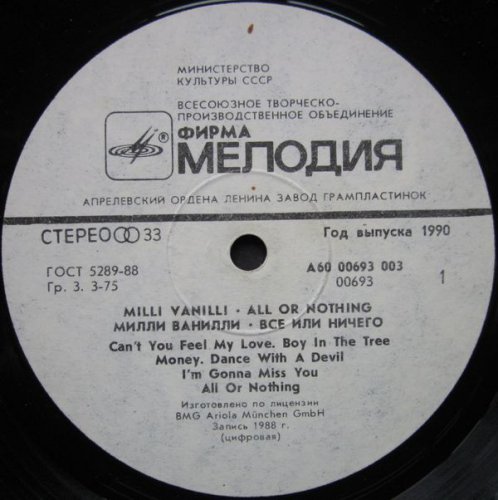 МИНИСТЕРСТВО
КУЛЬТУРЫ СССР
ВСЕСОЮЗНОЕ ТВОРЧЕСКО-
ПРОИЗВОДСТВЕННОЕ ОБЪЕДИНЕНИЕ
®
ФИРМА
МЕЛОДИЯ
АПРЕЛЕВСКИЙ ОРДЕНА ЛЕНИНА ЗАВОД ГРАМПЛАСТИНОК
СТЕРЕО 33
Год выпуска 1990
ГОСТ 5289-88
Гр. 3. 3-75
А60 00693 003
00693
1
MILLI VANILLI · ALL OR NOTHING
МИЛЛИ ВАНИЛЛИ · ВСЕ ИЛИ НИЧЕГО
Can't You Feel My Love. Boy In The Tree
Money. Dance With A Devil
I'm Gonna Miss You
All Or Nothing
Изготовлено по лицензии
BMG Ariola München GmbH
Запись 1988 г.
(цифровая)